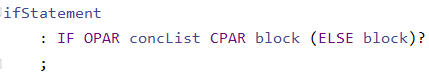 ifStatement
: IF OPAR concList CPAR block (ELSE block)?
;